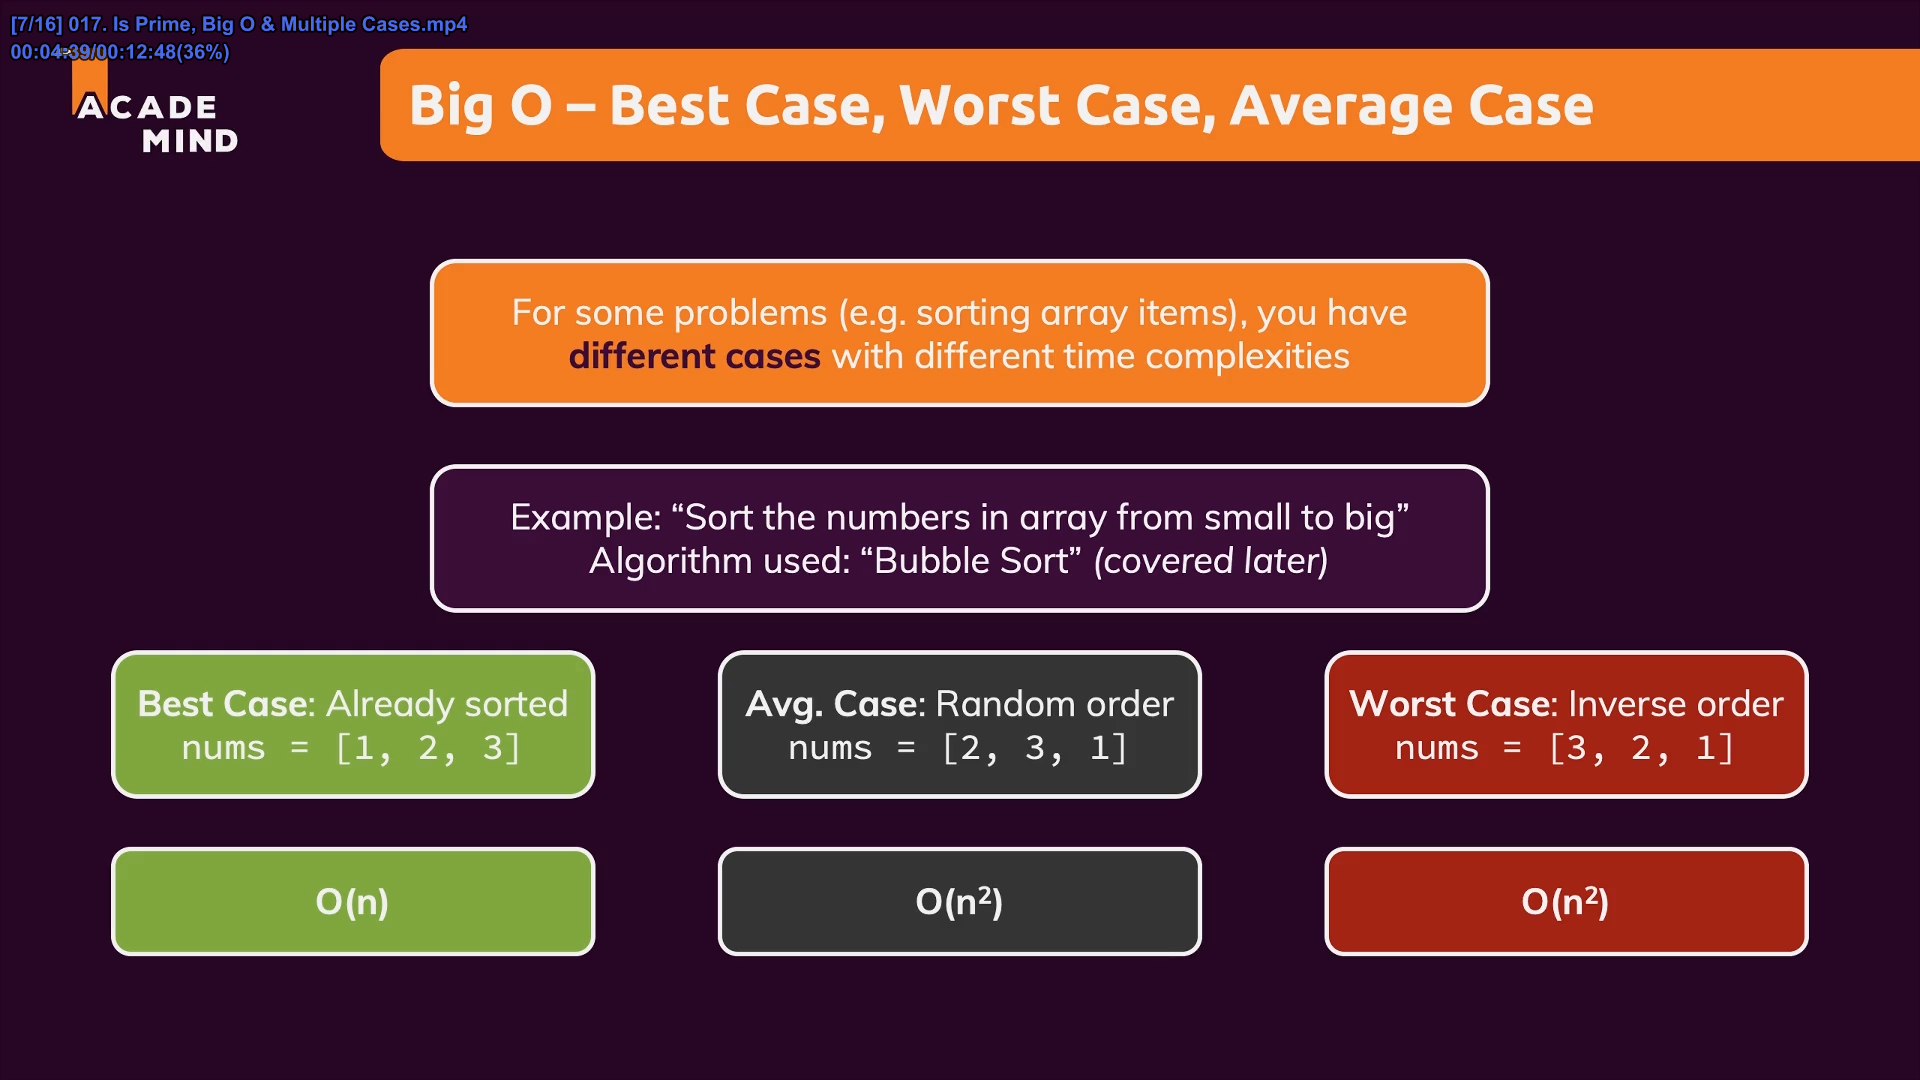 [7/16] 017. Is Prime, Big O & Multiple Cases.mp4
00:04:39/00:12:48(36%)
ACADE
MIND
Big O – Best Case, Worst Case, Average Case
For some problems (e.g. sorting array items), you have
different cases with different time complexities
Example: “Sort the numbers in array from small to big”
Algorithm used: “Bubble Sort” (covered later)
Best Case: Already sorted
nums = [1, 2, 3]
Avg. Case: Random order
nums = [2, 3, 1]
Worst Case: Inverse order
nums = [3, 2, 1]
O(n)
O(n²)
O(n²)